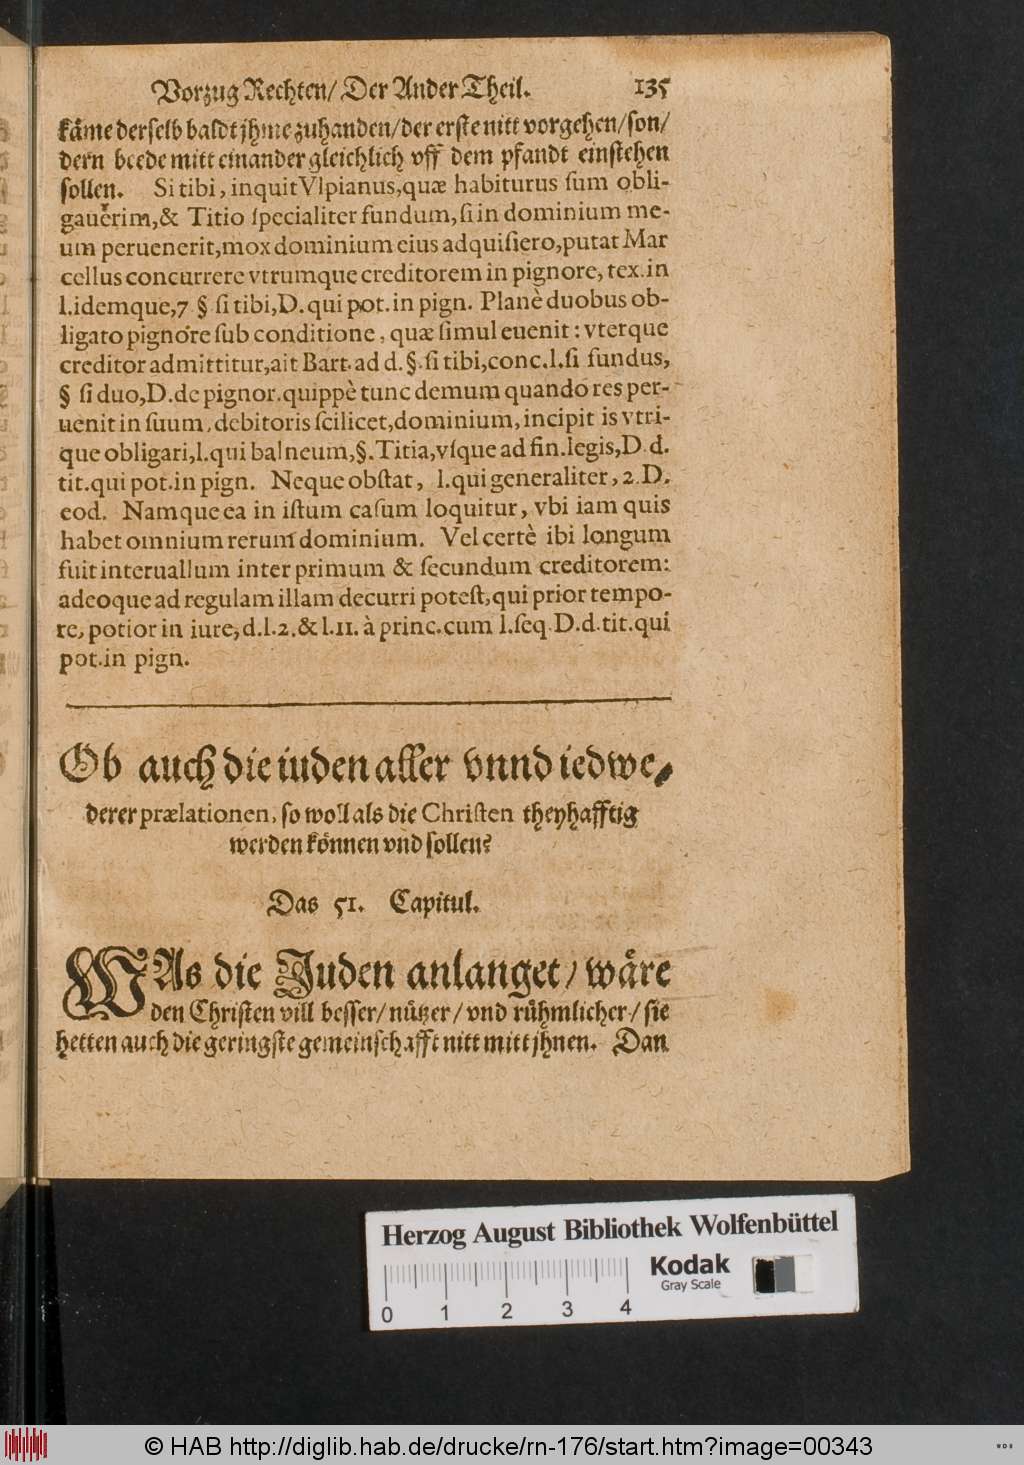 Vorzug Rechten/ Der Ander Theil. 135
käme derselb baldt jhme zuhanden/ der erste nitt vorgehen/ son/
dern beede mitt einander gleichlich vff dem pfandt einstehen
sollen. Si tibi, inquit Vlpianus, quæ habiturus sum obli-
gauerim, & Titio specialiter fundum, si in dominium me-
um peruenerit, mox dominium eius adquisiero, putat Mar
cellus concurrere vtrumque creditorem in pignore, tex. in
l. idemque, 7 § si tibi, D. qui pot. in pign. Planè duobus ob-
ligato pignore sub conditione, quæ simul euenit: vterque
creditor admittitur, ait Bart. ad d. §. si tibi, conc. l. si fundus,
§ si duo, D. de pignor. quippè tunc demum quando res per-
uenit in suum, debitoris scilicet, dominium, incipit is vtri-
que obligari, l. qui balneum, §. Titia, vsque ad fin. legis, D. d.
tit. qui pot. in pign. Neque obstat, l. qui generaliter, 2. D.
eod. Namque ea in istum casum loquitur, vbi iam quis
habet omnium rerum dominium. Vel certè ibi longum
fuit interuallum inter primum & secundum creditorem:
adeoque ad regulam illam decurri potest, qui prior tempo-
re, potior in iure, d. l. 2. & l. 11. à princ. cum l. seq. D. d. tit. qui
pot. in pign.
Ob auch die iuden aller vnnd iedwe-
derer prælationen, so woll als die Christen theyhafftig
werden können vnd sollen?
Das 51. Capitul.
WAs die Juden anlanget/ wäre
den Christen vill besser/ nützer/ vnd rühmlicher/ sie
hetten auch die geringste gemeinschafft nitt mitt jhnen. Dan
Herzog August Bibliothek Wolfenbüttel
Kodak
Gray Scale
0 1 2 3 4
© HAB http://diglib.hab.de/drucke/rn-176/start.htm?image=00343